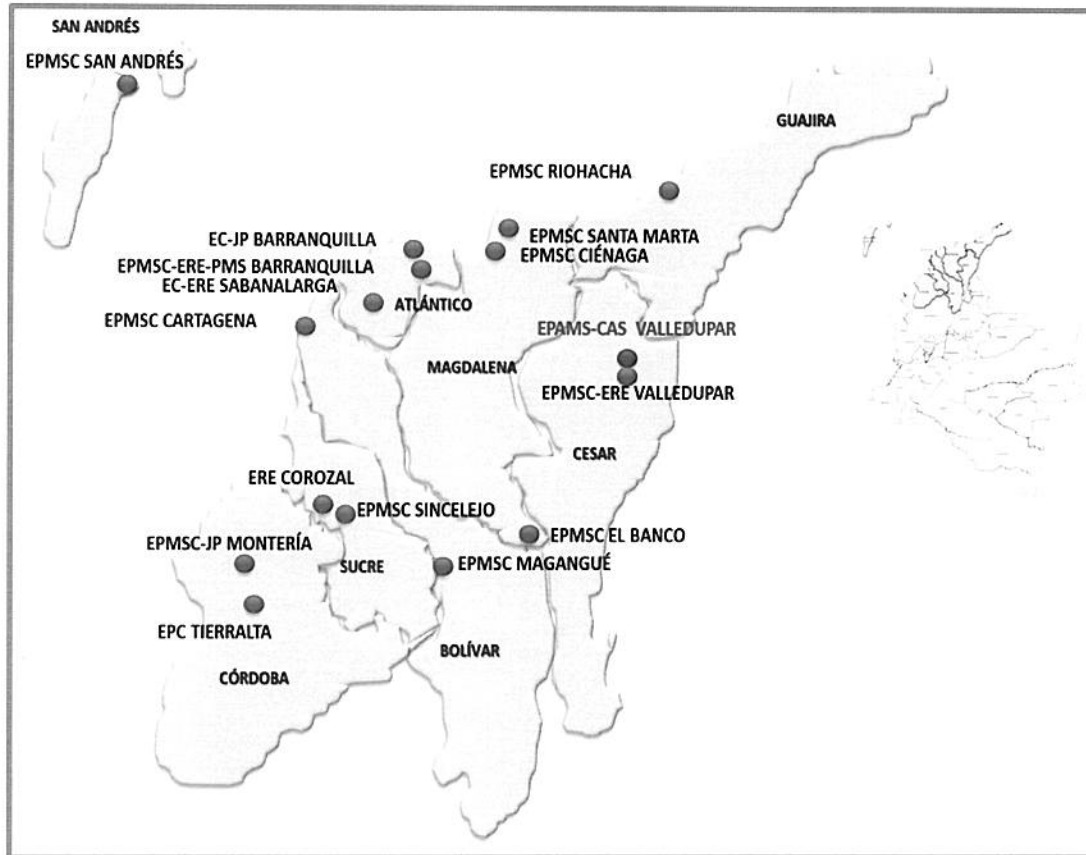 SAN ANDRÉS
EPMSC SAN ANDRÉS
GUAJIRA
EPMSC RIOHACHA
EC-JP BARRANQUILLA
EPMSC SANTA MARTA
EPMSC CIÉNAGA
EPMSC-ERE-PMS BARRANQUILLA
EC-ERE SABANALARGA
ATLÁNTICO
EPMSC CARTAGENA
EPAMS-CAS VALLEDUPAR
MAGDALENA
EPMSC-ERE VALLEDUPAR
CESAR
ERE COROZAL
EPMSC SINCELEJO
EPMSC EL BANCO
EPMSC-JP MONTERÍA
EPMSC MAGANGUÉ
SUCRE
EPC TIERRALTA
BOLÍVAR
CÓRDOBA